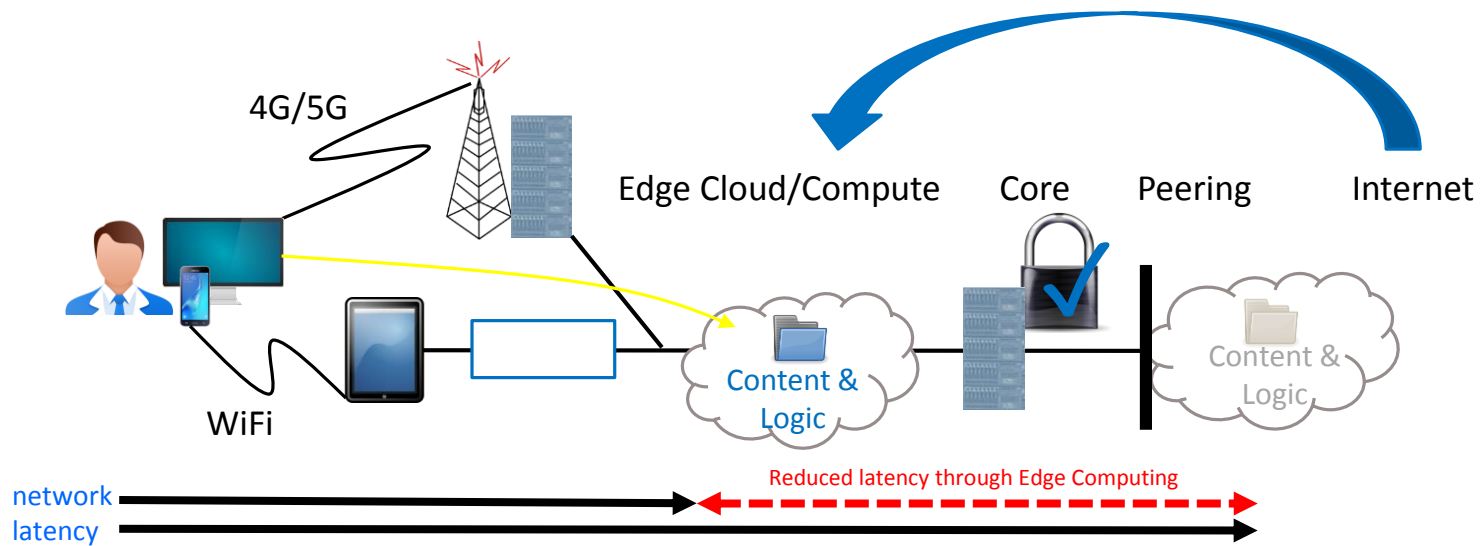 4G/5G
Edge Cloud/Compute
Core
Peering
Internet
Content &
Logic
Content &
Logic
WiFi
Reduced latency through Edge Computing
network
latency